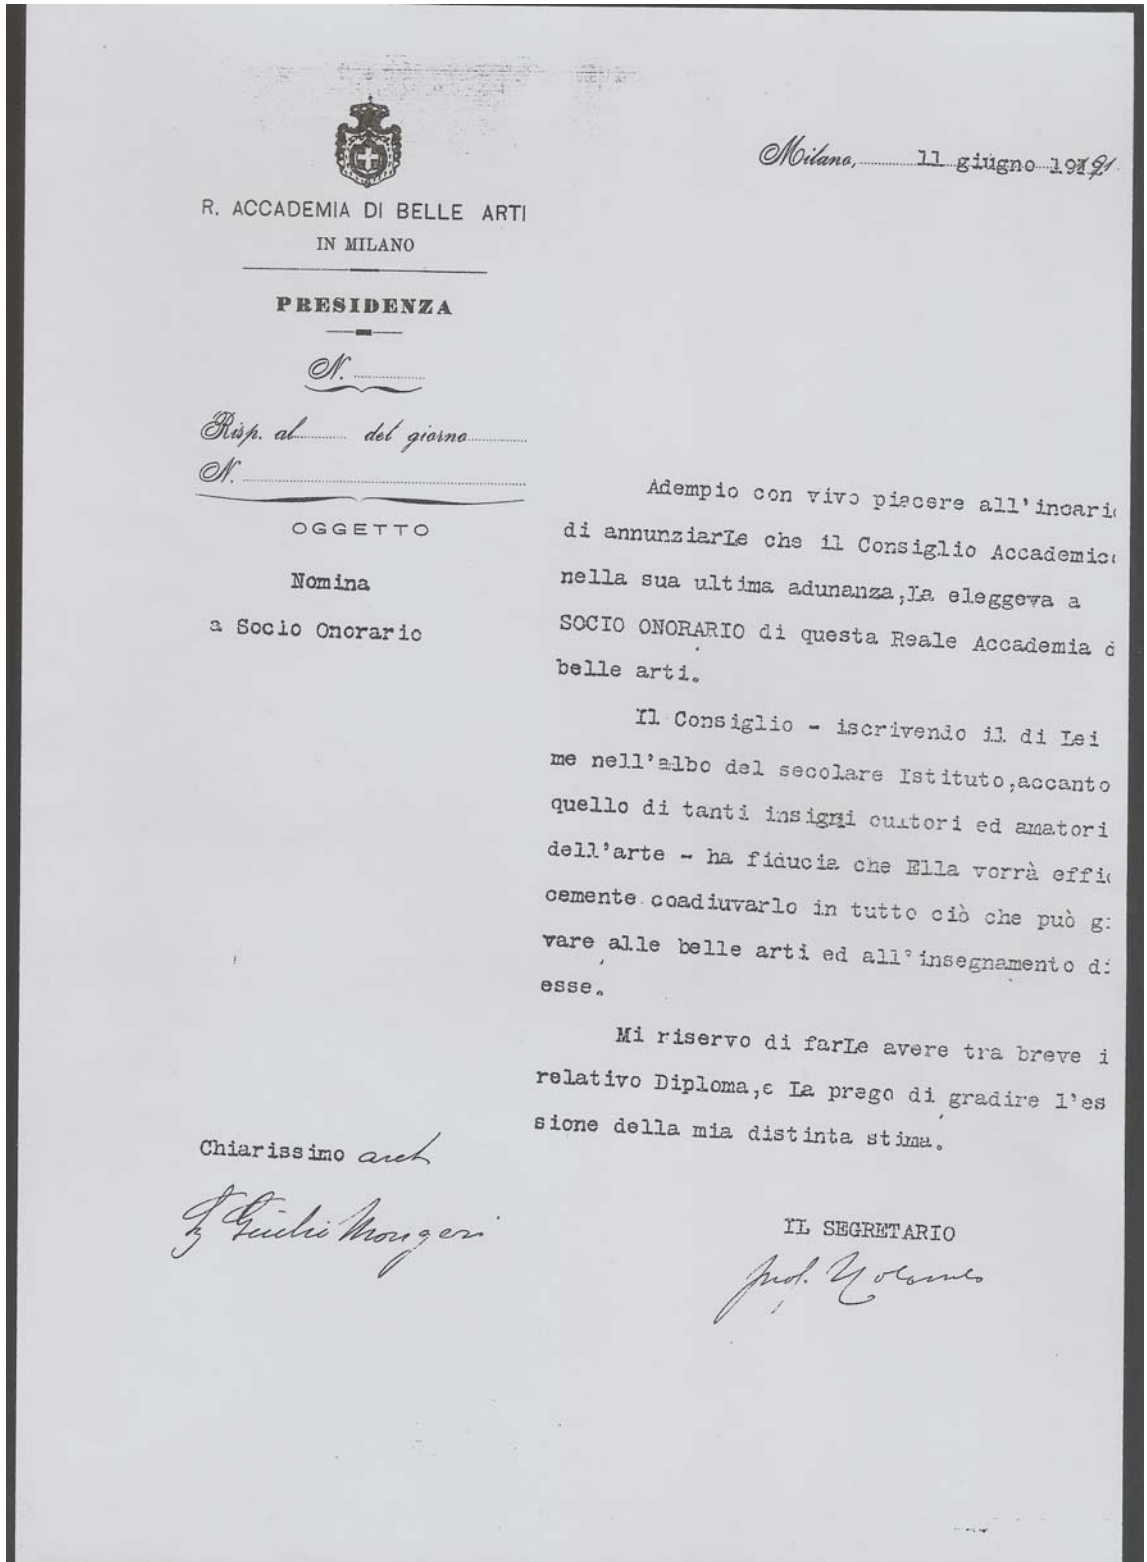 Milano, 11 giugno
R. ACCADEMIA DI BELLE ARTI
IN MILANO
PRESIDENZA
N.
Risp. al del giorno
N.
OGGETTO
Nomina
a Socio Onorario
Adempio con vivo piacere all'incari
di annunziarLe che il Consiglio Accademic
nella sua ultima adunanza,La eleggeva a
SOCIO ONORARIO di questa Reale Accademia d
belle arti.
Il Consiglio - iscrivendo il di Lei
me nell'albo del secolare Istituto,accanto
quello di tanti insigni cultori ed amatori
dell'arte - ha fiducia che Ella vorrà effi
cemente coadiuvarlo in tutto ciò che può g
vare alle belle arti ed all'insegnamento di
esse.
Mi riservo di farLe avere tra breve i
relativo Diploma,e La prego di gradire l'es
sione della mia distinta stima.
Chiarissimo arch
Giulio Mongeri
IL SEGRETARIO
prof.